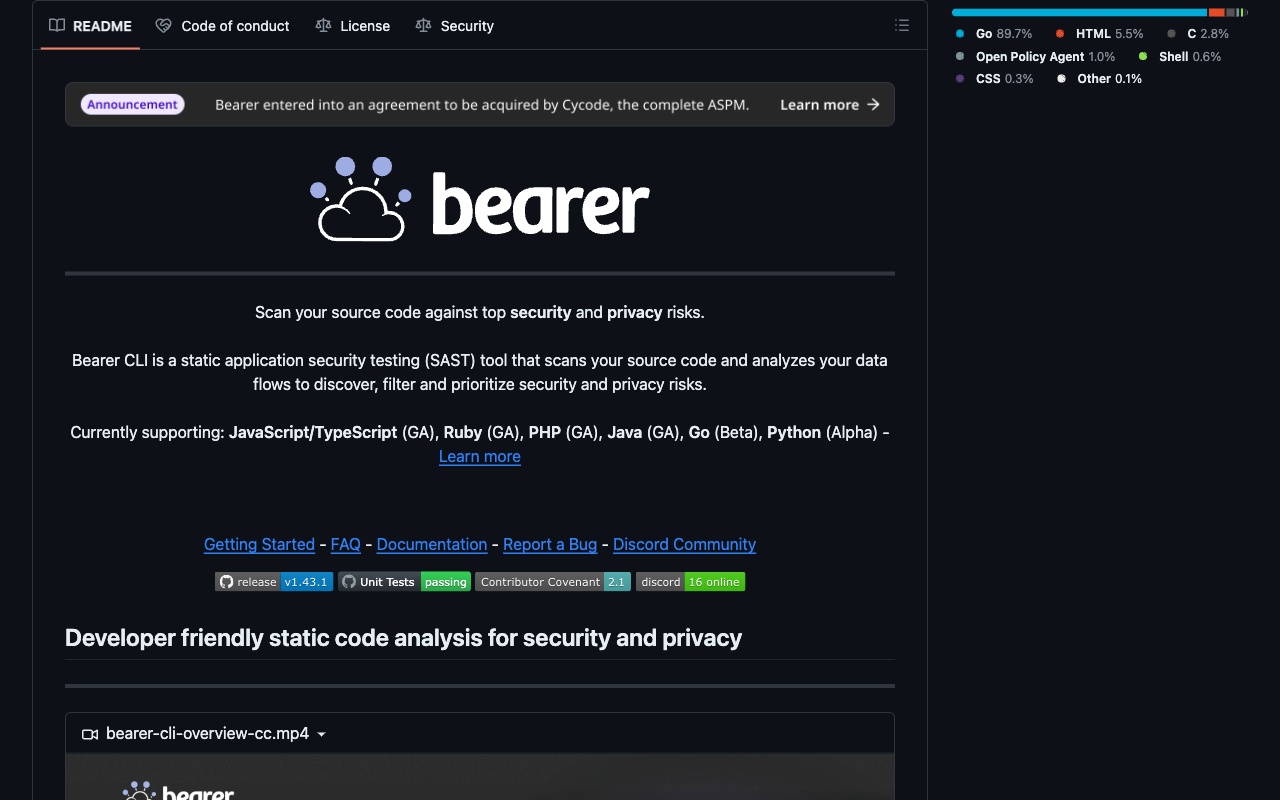 README
Code of conduct
License
Security
Go 89.7%
HTML 5.5%
C 2.8%
Open Policy Agent 1.0%
Shell 0.6%
CSS 0.3%
Other 0.1%
Announcement
Bearer entered into an agreement to be acquired by Cycode, the complete ASPM.
Learn more →
bearer
Scan your source code against top security and privacy risks.
Bearer CLI is a static application security testing (SAST) tool that scans your source code and analyzes your data
flows to discover, filter and prioritize security and privacy risks.
Currently supporting: JavaScript/TypeScript (GA), Ruby (GA), PHP (GA), Java (GA), Go (Beta), Python (Alpha) -
Learn more
Getting Started - FAQ - Documentation - Report a Bug - Discord Community
release v1.43.1
Unit Tests passing
Contributor Covenant 2.1
discord 16 online
Developer friendly static code analysis for security and privacy
bearer-cli-overview-cc.mp4
bearer